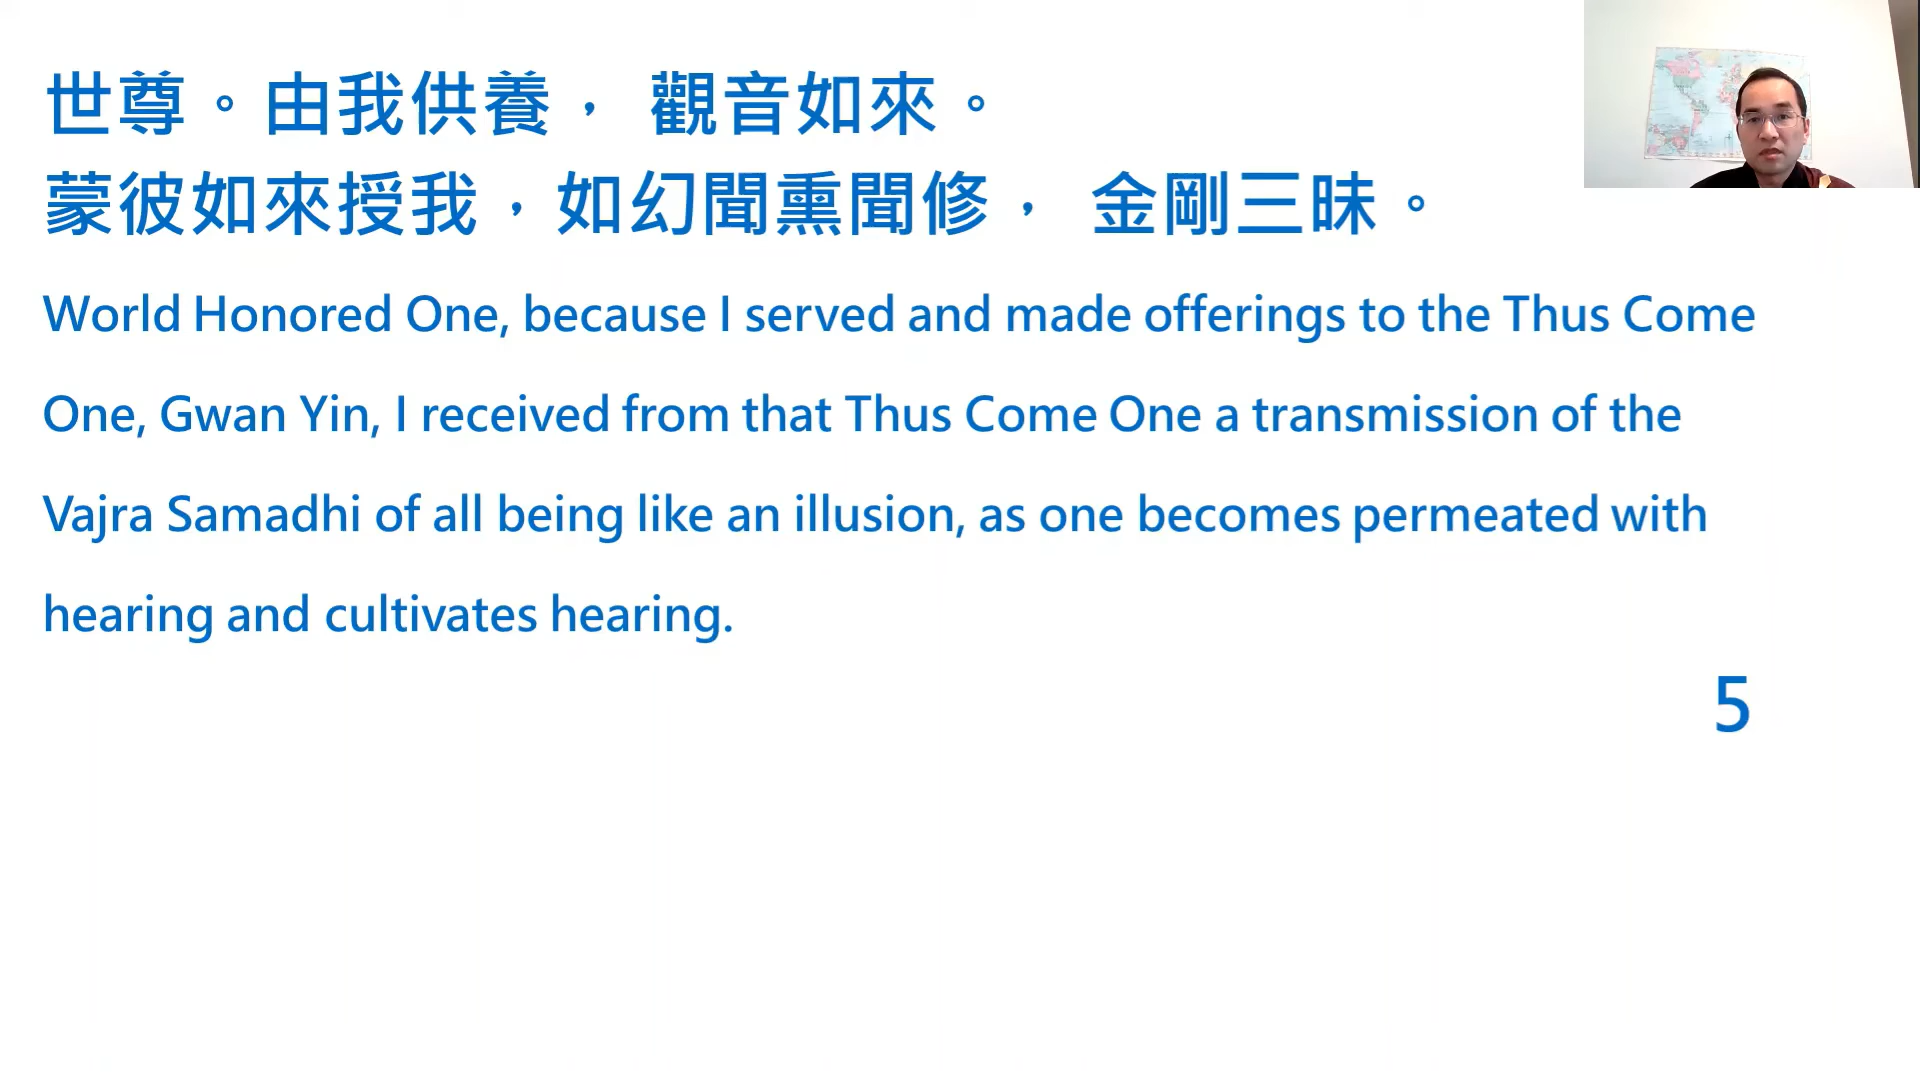 世尊。由我供養， 觀音如來。
蒙彼如來授我，如幻聞熏聞修， 金剛三昧。
World Honored One, because I served and made offerings to the Thus Come
One, Gwan Yin, I received from that Thus Come One a transmission of the
Vajra Samadhi of all being like an illusion, as one becomes permeated with
hearing and cultivates hearing.
5